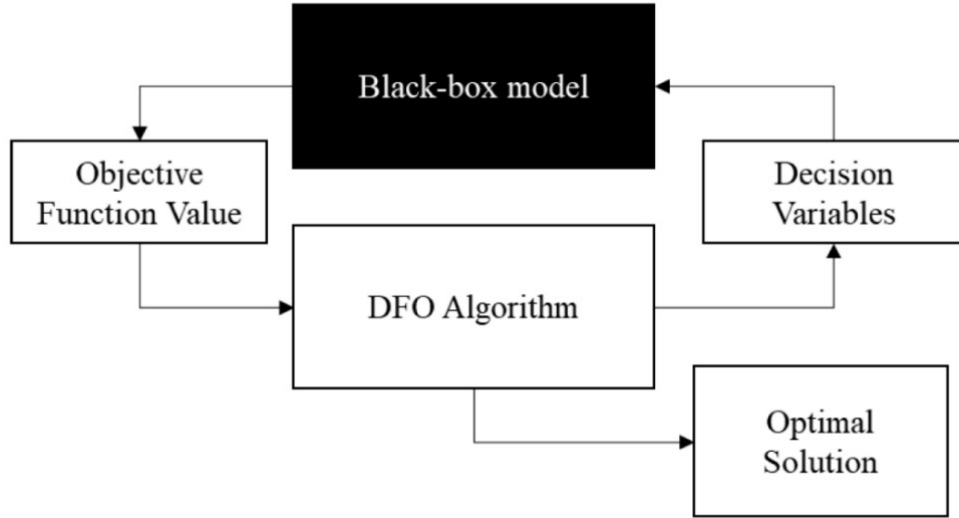 Black-box model
Objective
Function Value
Decision
Variables
DFO Algorithm
Optimal
Solution